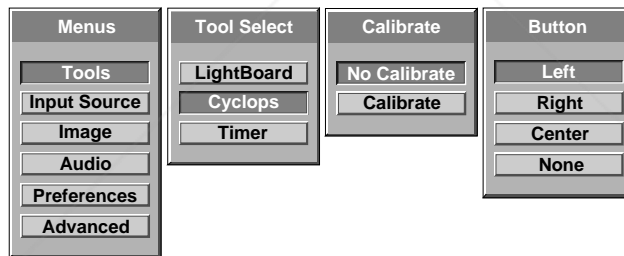 Menus
Tools
Input Source
Image
Audio
Preferences
Advanced
Tool Select
LightBoard
Cyclops
Timer
Calibrate
No Calibrate
Calibrate
Button
Left
Right
Center
None